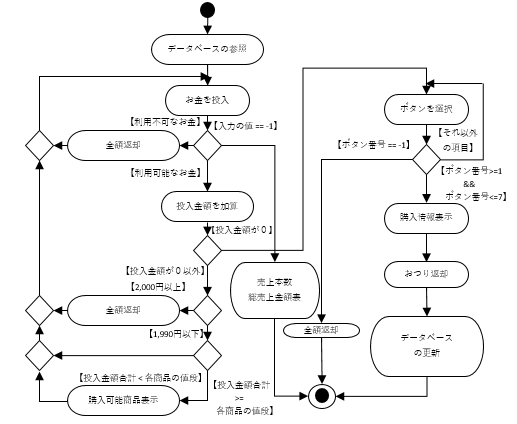 データベースの参照
お金を投入
【利用不可なお金】
【入力の値 == -1】
全額返却
【利用可能なお金】
投入金額を加算
【投入金額が０】
【投入金額が０以外】
【2,000円以上】
全額返却
【1,990円以下】
【投入金額合計 < 各商品の値段】
購入可能商品表示
【投入金額合計
>=
各商品の値段】
売上本数
総売上金額表
ボタンを選択
【それ以外
の項目】
【ボタン番号 == -1】
【ボタン番号>=1
&&
ボタン番号<=7】
購入情報表示
おつり返却
全額返却
データベース
の更新